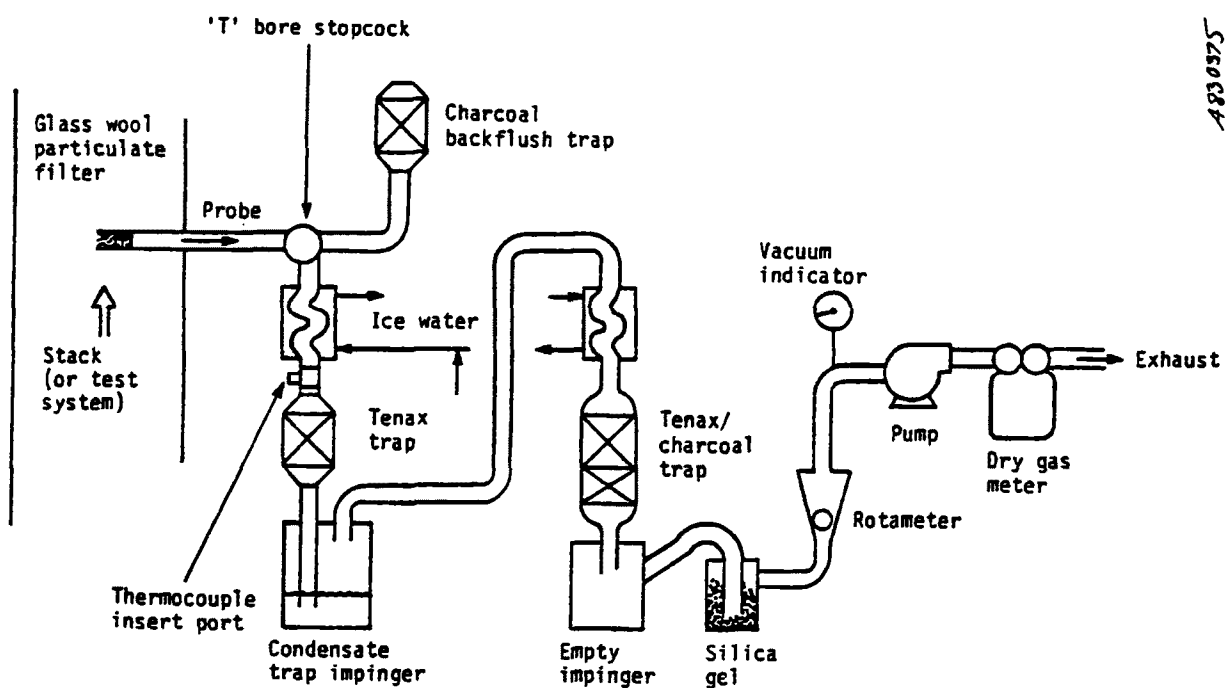 'T' bore stopcock
A830375
Glass wool
particulate
filter
Charcoal
backflush trap
Probe
Vacuum
indicator
Ice water
Stack
(or test
system)
Exhaust
Tenax
trap
Tenax/
charcoal
trap
Pump
Dry gas
meter
Rotameter
Thermocouple
insert port
Condensate
trap impinger
Empty
impinger
Silica
gel